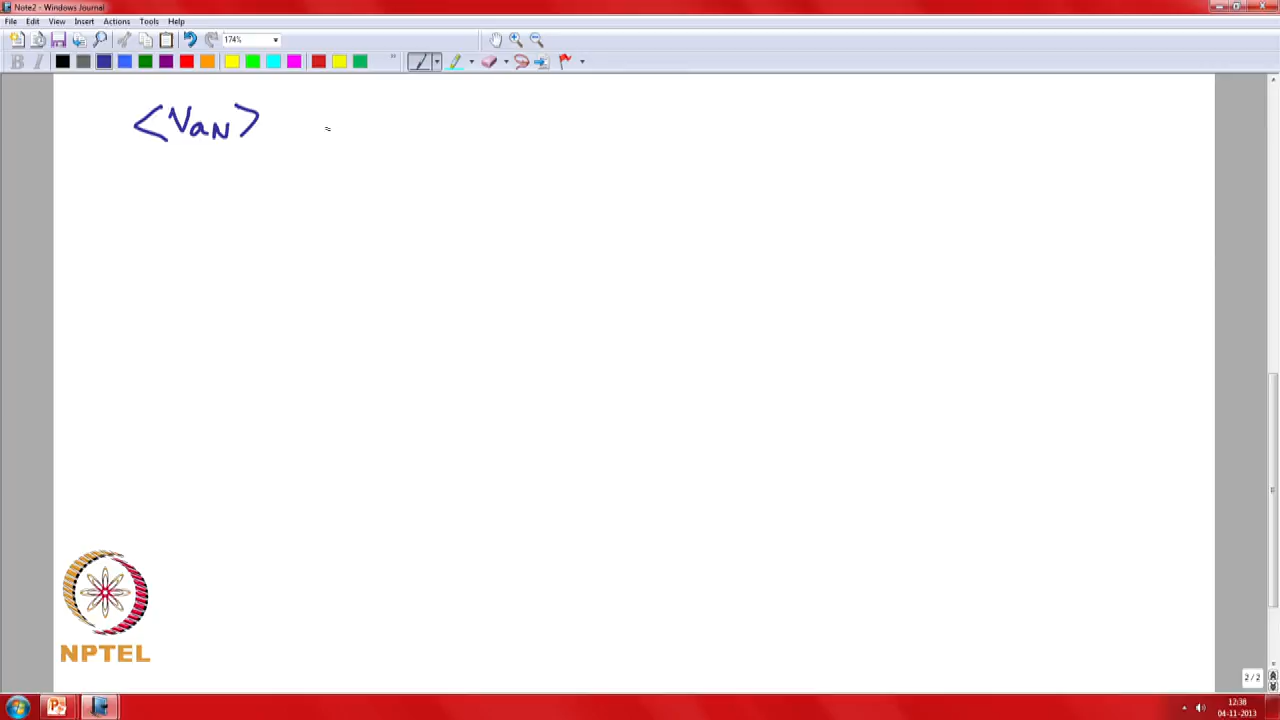 Note2 - Windows Journal
File Edit View Insert Actions Tools Help
174%
B I
<VaN>
NPTEL
2 / 2
12:38
04-11-2013